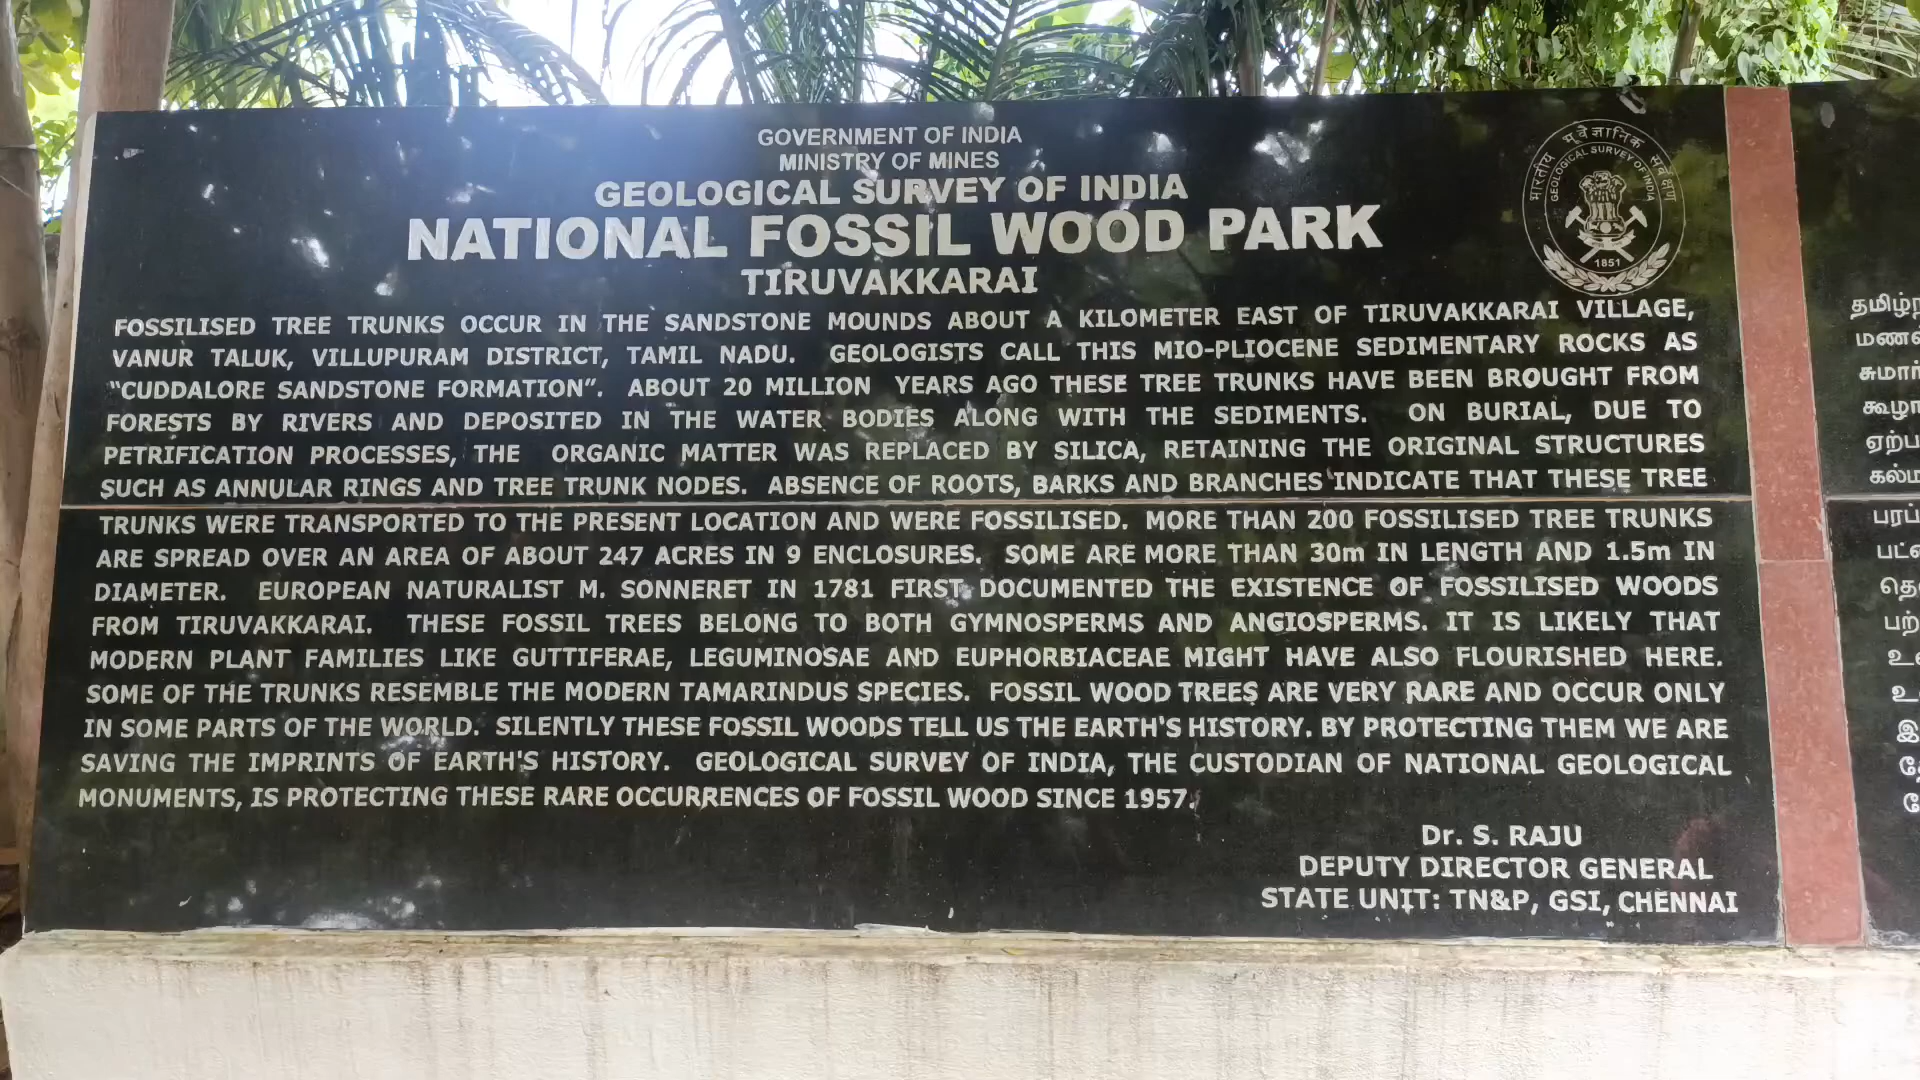 GOVERNMENT OF INDIA
MINISTRY OF MINES
GEOLOGICAL SURVEY OF INDIA
NATIONAL FOSSIL WOOD PARK
TIRUVAKKARAI
भारतीय भूवैज्ञानिक सर्वेक्षण
GEOLOGICAL SURVEY OF INDIA
1851
FOSSILISED TREE TRUNKS OCCUR IN THE SANDSTONE MOUNDS ABOUT A KILOMETER EAST OF TIRUVAKKARAI VILLAGE,
VANUR TALUK, VILLUPURAM DISTRICT, TAMIL NADU. GEOLOGISTS CALL THIS MIO-PLIOCENE SEDIMENTARY ROCKS AS
"CUDDALORE SANDSTONE FORMATION". ABOUT 20 MILLION YEARS AGO THESE TREE TRUNKS HAVE BEEN BROUGHT FROM
FORESTS BY RIVERS AND DEPOSITED IN THE WATER BODIES ALONG WITH THE SEDIMENTS. ON BURIAL, DUE TO
PETRIFICATION PROCESSES, THE ORGANIC MATTER WAS REPLACED BY SILICA, RETAINING THE ORIGINAL STRUCTURES
SUCH AS ANNULAR RINGS AND TREE TRUNK NODES. ABSENCE OF ROOTS, BARKS AND BRANCHES INDICATE THAT THESE TREE
TRUNKS WERE TRANSPORTED TO THE PRESENT LOCATION AND WERE FOSSILISED. MORE THAN 200 FOSSILISED TREE TRUNKS
ARE SPREAD OVER AN AREA OF ABOUT 247 ACRES IN 9 ENCLOSURES. SOME ARE MORE THAN 30m IN LENGTH AND 1.5m IN
DIAMETER. EUROPEAN NATURALIST M. SONNERET IN 1781 FIRST DOCUMENTED THE EXISTENCE OF FOSSILISED WOODS
FROM TIRUVAKKARAI. THESE FOSSIL TREES BELONG TO BOTH GYMNOSPERMS AND ANGIOSPERMS. IT IS LIKELY THAT
MODERN PLANT FAMILIES LIKE GUTTIFERAE, LEGUMINOSAE AND EUPHORBIACEAE MIGHT HAVE ALSO FLOURISHED HERE.
SOME OF THE TRUNKS RESEMBLE THE MODERN TAMARINDUS SPECIES. FOSSIL WOOD TREES ARE VERY RARE AND OCCUR ONLY
IN SOME PARTS OF THE WORLD. SILENTLY THESE FOSSIL WOODS TELL US THE EARTH'S HISTORY. BY PROTECTING THEM WE ARE
SAVING THE IMPRINTS OF EARTH'S HISTORY. GEOLOGICAL SURVEY OF INDIA, THE CUSTODIAN OF NATIONAL GEOLOGICAL
MONUMENTS, IS PROTECTING THESE RARE OCCURRENCES OF FOSSIL WOOD SINCE 1957.
Dr. S. RAJU
DEPUTY DIRECTOR GENERAL
STATE UNIT: TN&P, GSI, CHENNAI